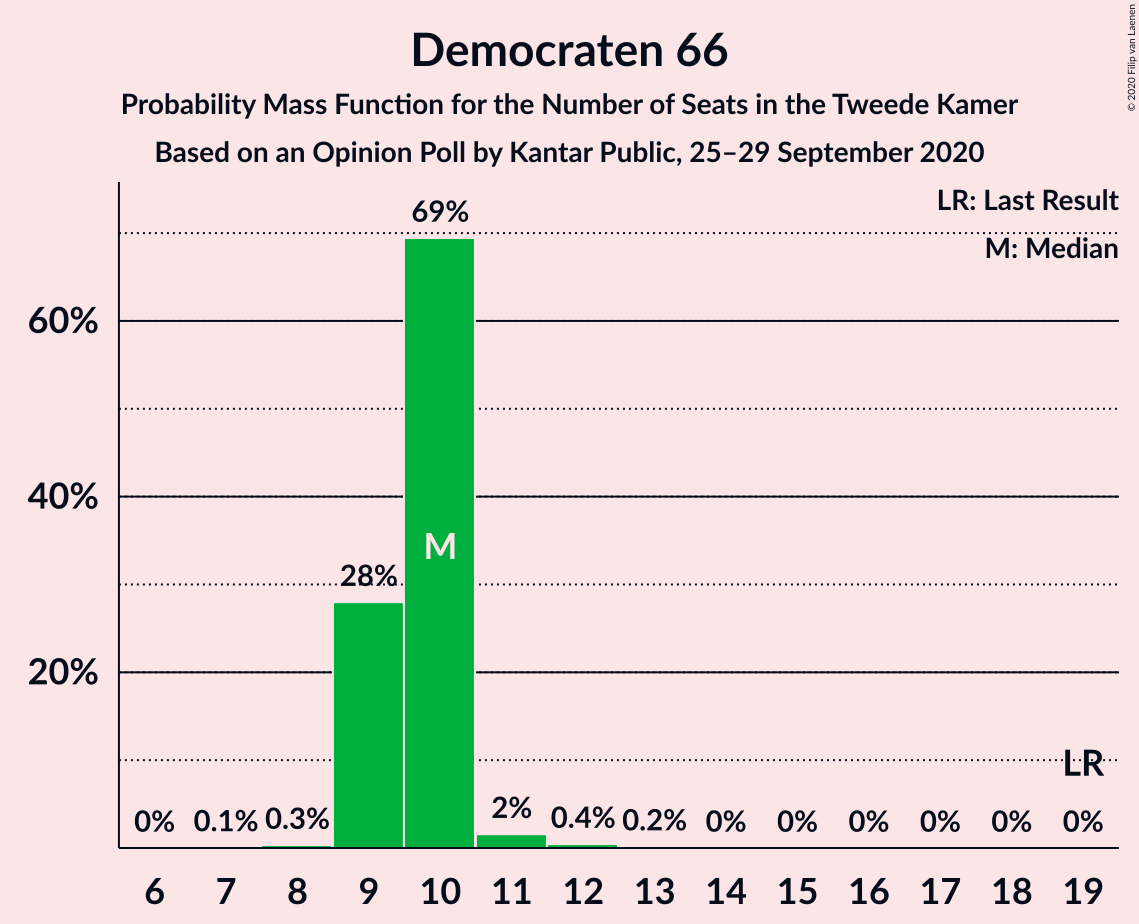 Democraten 66
Probability Mass Function for the Number of Seats in the Tweede Kamer
Based on an Opinion Poll by Kantar Public, 25–29 September 2020
© 2020 Filip van Laenen
LR: Last Result
M: Median
69%
60%
40%
M
28%
20%
LR
0% 0.1% 0.3% 2% 0.4% 0.2% 0% 0% 0% 0% 0% 0%
6 7 8 9 10 11 12 13 14 15 16 17 18 19